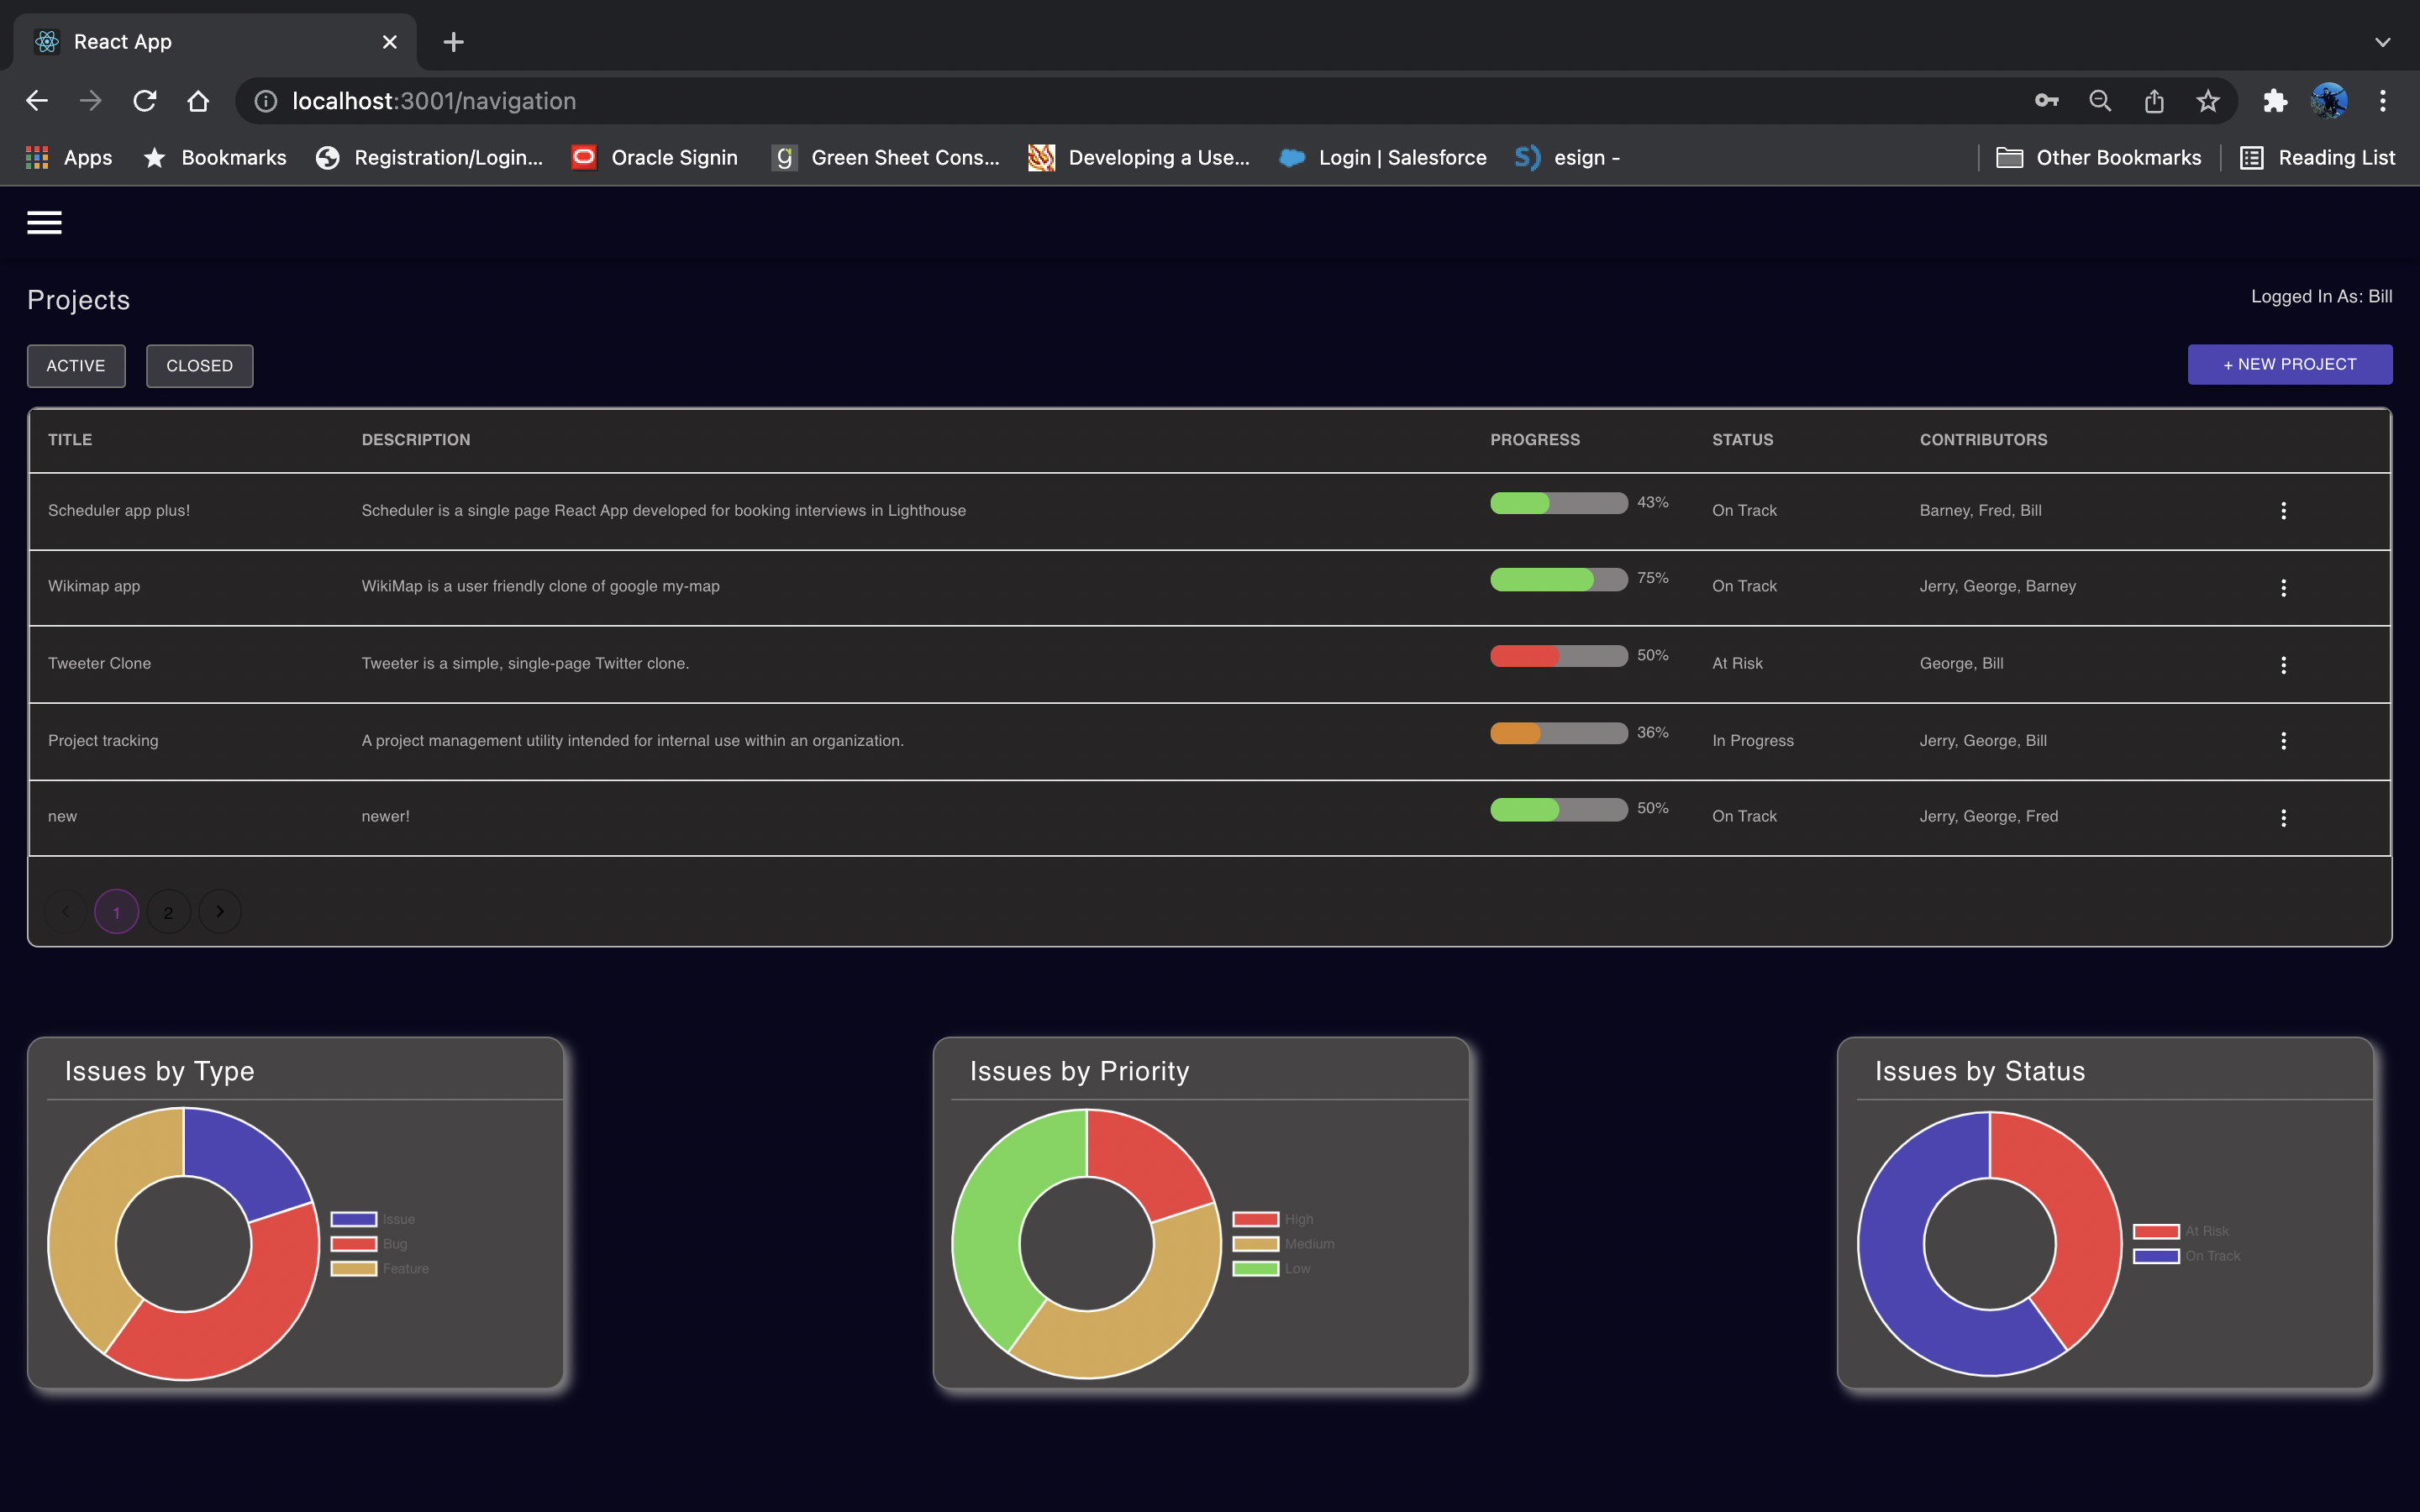 React App
localhost:3001/navigation
Apps Bookmarks Registration/Login... Oracle Signin Green Sheet Cons... Developing a Use... Login | Salesforce esign - Other Bookmarks Reading List
Projects
Logged In As: Bill
ACTIVE CLOSED
+ NEW PROJECT
TITLE DESCRIPTION PROGRESS STATUS CONTRIBUTORS
Scheduler app plus! Scheduler is a single page React App developed for booking interviews in Lighthouse 43% On Track Barney, Fred, Bill
Wikimap app WikiMap is a user friendly clone of google my-map 75% On Track Jerry, George, Barney
Tweeter Clone Tweeter is a simple, single-page Twitter clone. 50% At Risk George, Bill
Project tracking A project management utility intended for internal use within an organization. 36% In Progress Jerry, George, Bill
new newer! 50% On Track Jerry, George, Fred
1 2
Issues by Type
Issue
Bug
Feature
Issues by Priority
High
Medium
Low
Issues by Status
At Risk
On Track